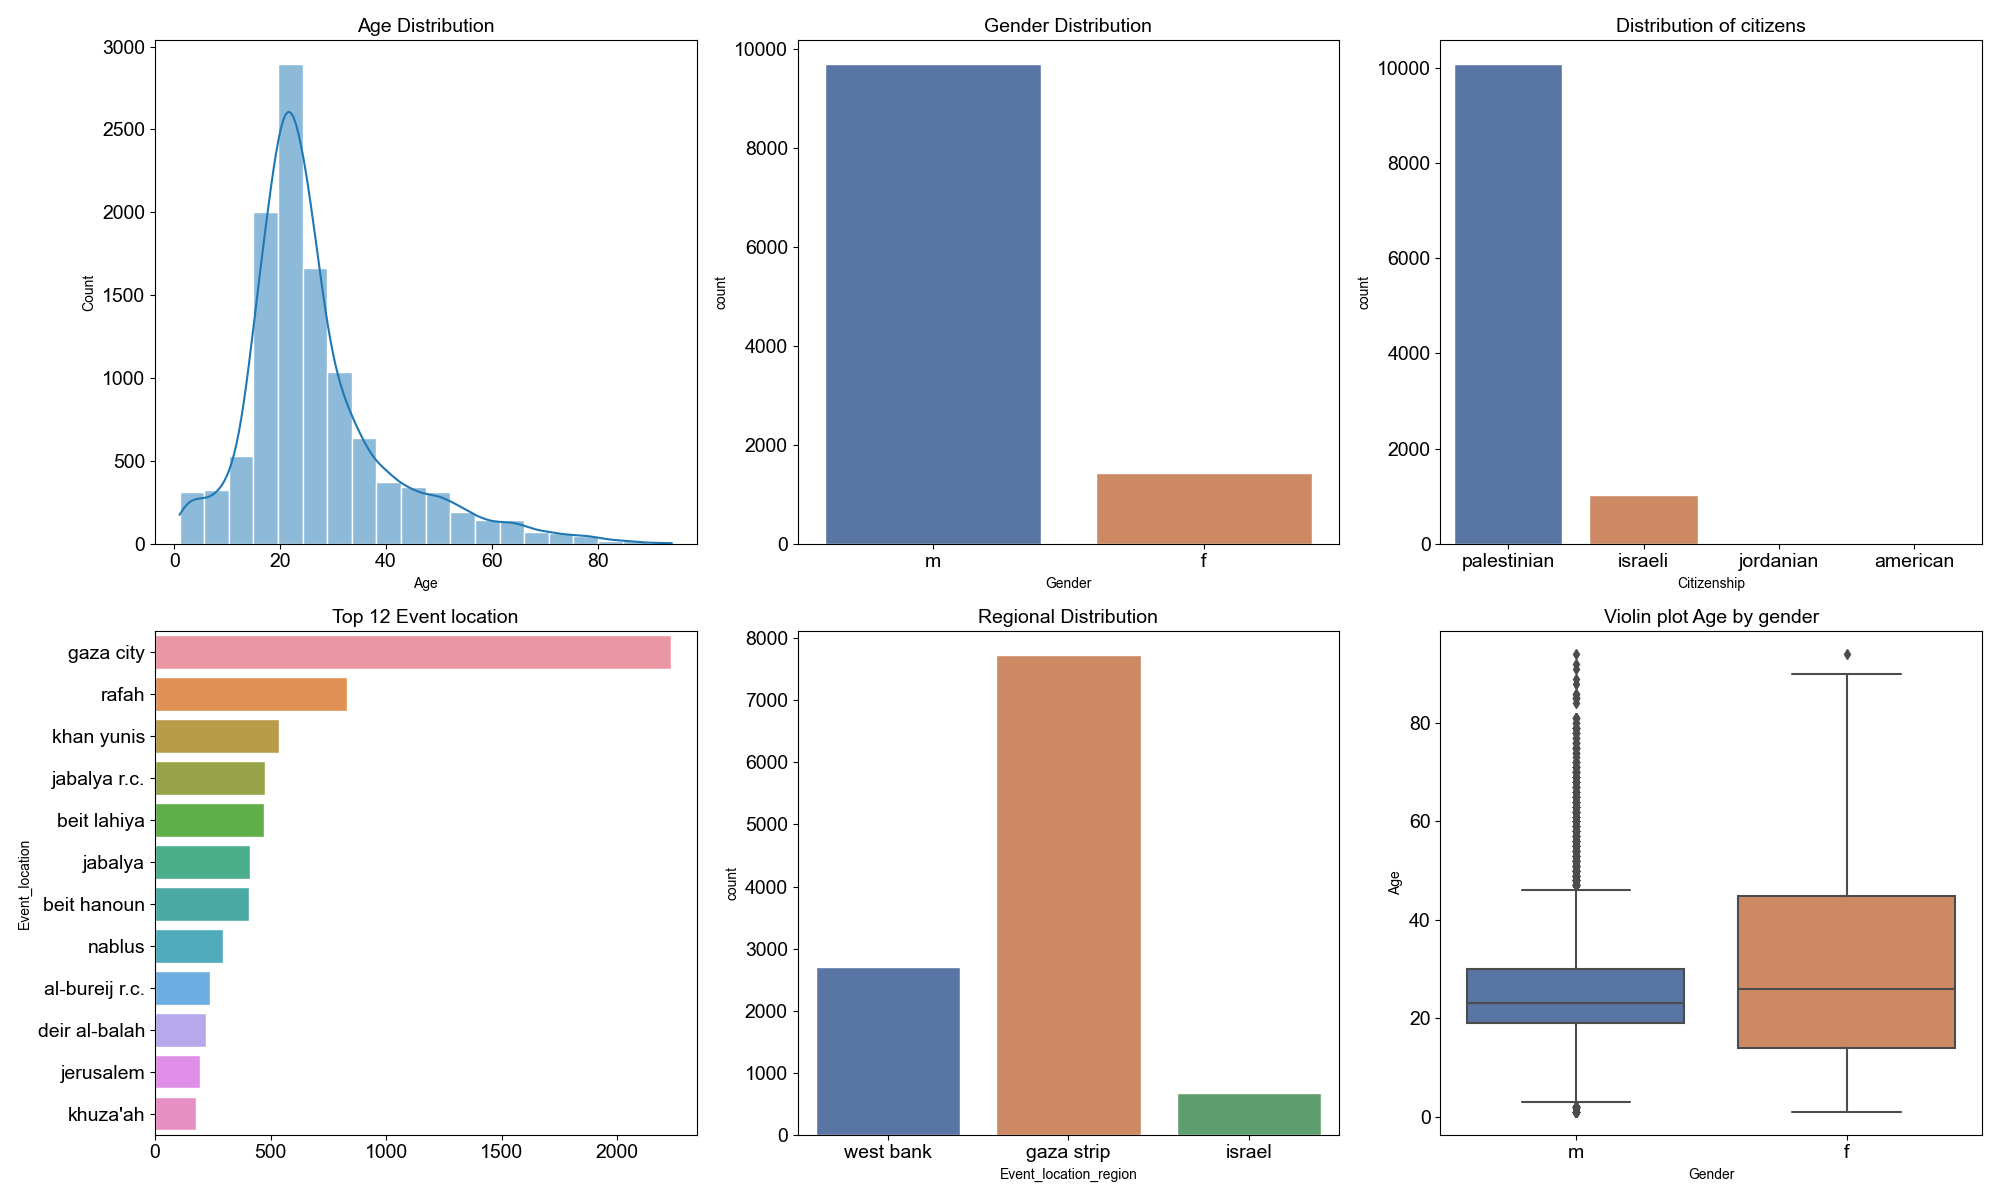 Age Distribution
3000
2500
2000
1500
1000
500
0
Count
0 20 40 60 80
Age
Gender Distribution
10000
8000
6000
4000
2000
0
count
m f
Gender
Distribution of citizens
10000
8000
6000
4000
2000
0
count
palestinian israeli jordanian american
Citizenship
Top 12 Event location
gaza city
rafah
khan yunis
jabalya r.c.
beit lahiya
jabalya
beit hanoun
nablus
al-bureij r.c.
deir al-balah
jerusalem
khuza'ah
Event_location
0 500 1000 1500 2000
Regional Distribution
8000
7000
6000
5000
4000
3000
2000
1000
0
count
west bank gaza strip israel
Event_location_region
Violin plot Age by gender
80
60
40
20
0
Age
m f
Gender